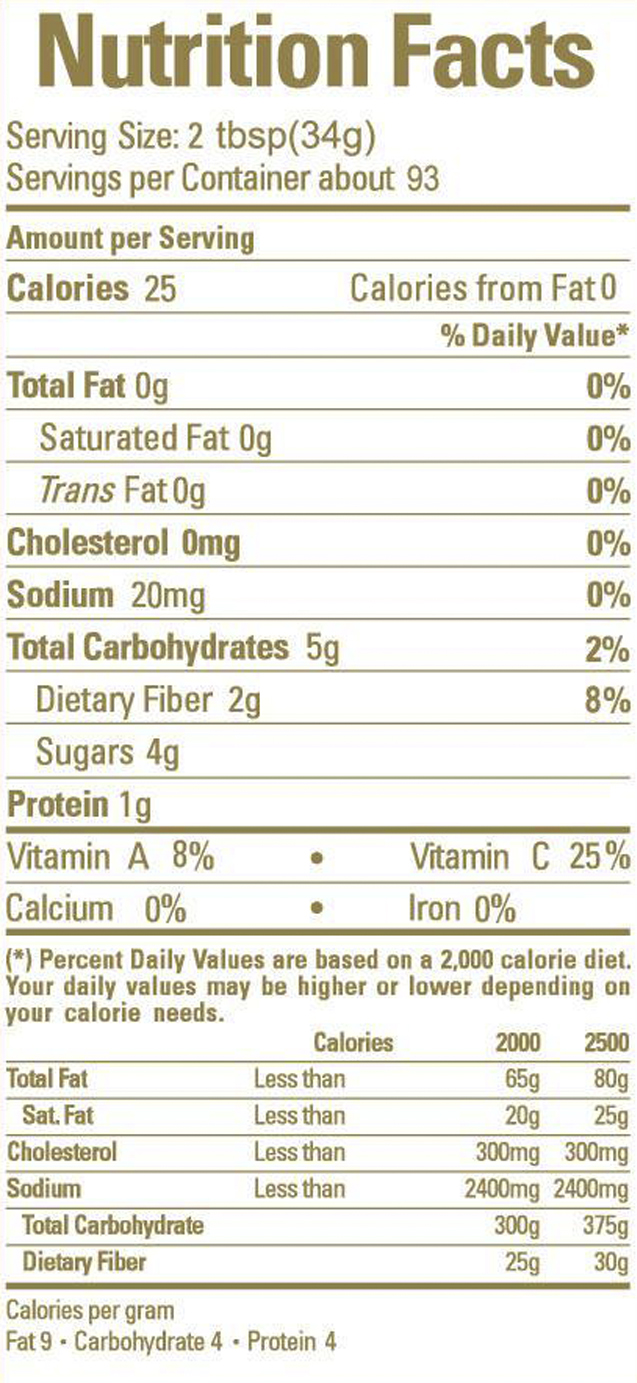 Nutrition Facts
Serving Size: 2 tbsp(34g)
Servings per Container about 93
Amount per Serving
Calories 25 Calories from Fat 0
% Daily Value*
Total Fat 0g 0%
Saturated Fat 0g 0%
Trans Fat 0g 0%
Cholesterol 0mg 0%
Sodium 20mg 0%
Total Carbohydrates 5g 2%
Dietary Fiber 2g 8%
Sugars 4g
Protein 1g
Vitamin A 8% • Vitamin C 25%
Calcium 0% • Iron 0%
(*) Percent Daily Values are based on a 2,000 calorie diet.
Your daily values may be higher or lower depending on
your calorie needs.
Calories 2000 2500
Total Fat Less than 65g 80g
Sat. Fat Less than 20g 25g
Cholesterol Less than 300mg 300mg
Sodium Less than 2400mg 2400mg
Total Carbohydrate 300g 375g
Dietary Fiber 25g 30g
Calories per gram
Fat 9 • Carbohydrate 4 • Protein 4